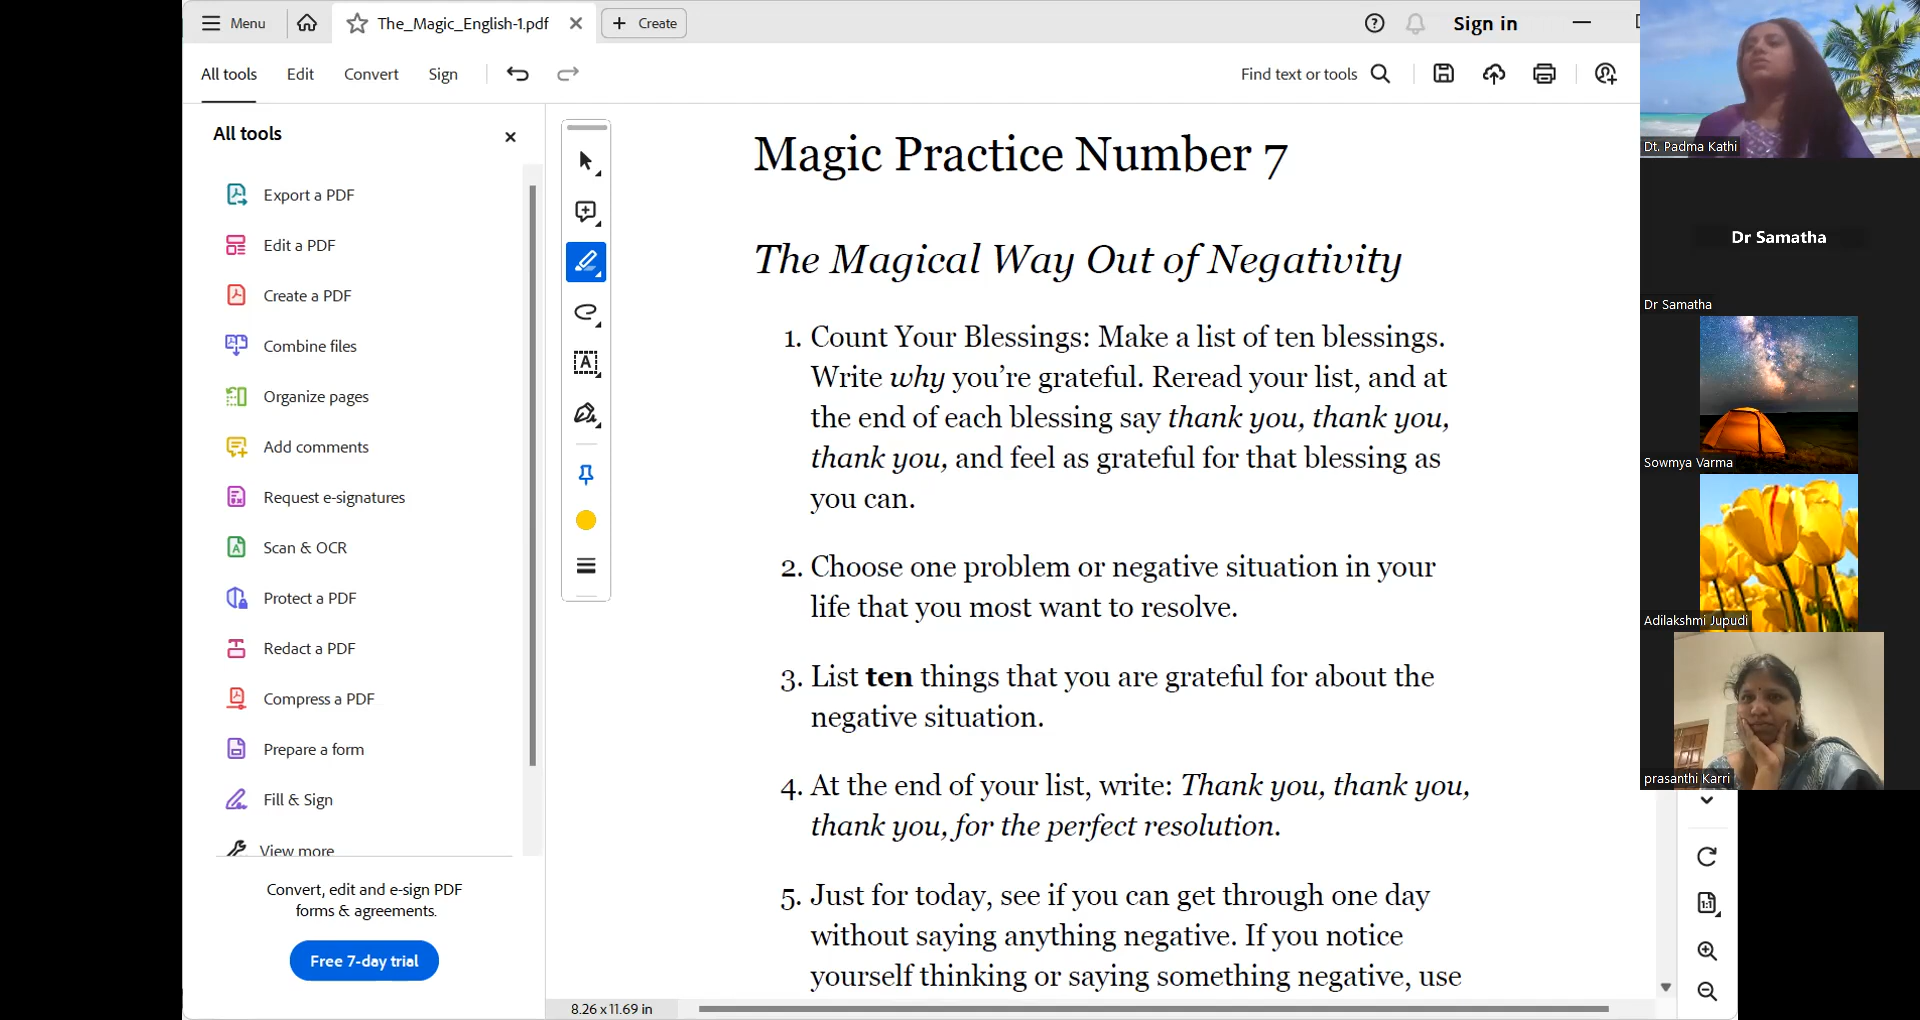 Menu
The_Magic_English-1.pdf
Create
Sign in
All tools
Edit
Convert
Sign
Find text or tools
All tools
Export a PDF
Edit a PDF
Create a PDF
Combine files
Organize pages
Add comments
Request e-signatures
Scan & OCR
Protect a PDF
Redact a PDF
Compress a PDF
Prepare a form
Fill & Sign
View more
Convert, edit and e-sign PDF
forms & agreements.
Free 7-day trial
Magic Practice Number 7
The Magical Way Out of Negativity
1. Count Your Blessings: Make a list of ten blessings.
Write why you’re grateful. Reread your list, and at
the end of each blessing say thank you, thank you,
thank you, and feel as grateful for that blessing as
you can.
2. Choose one problem or negative situation in your
life that you most want to resolve.
3. List ten things that you are grateful for about the
negative situation.
4. At the end of your list, write: Thank you, thank you,
thank you, for the perfect resolution.
5. Just for today, see if you can get through one day
without saying anything negative. If you notice
yourself thinking or saying something negative, use
8.26 x 11.69 in
Dt. Padma Kathi
Dr Samatha
Dr Samatha
Sowmya Varma
Adilakshmi Jupudi
prasanthi Karri
1:1